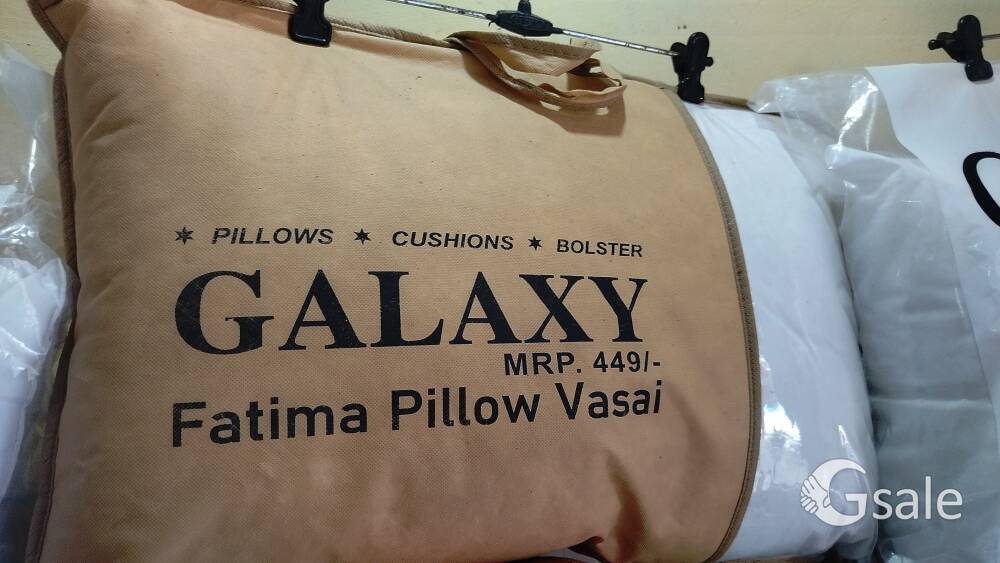 ✶ PILLOWS ✶ CUSHIONS ✶ BOLSTER
GALAXY
MRP. 449/-
Fatima Pillow Vasai
Gsale